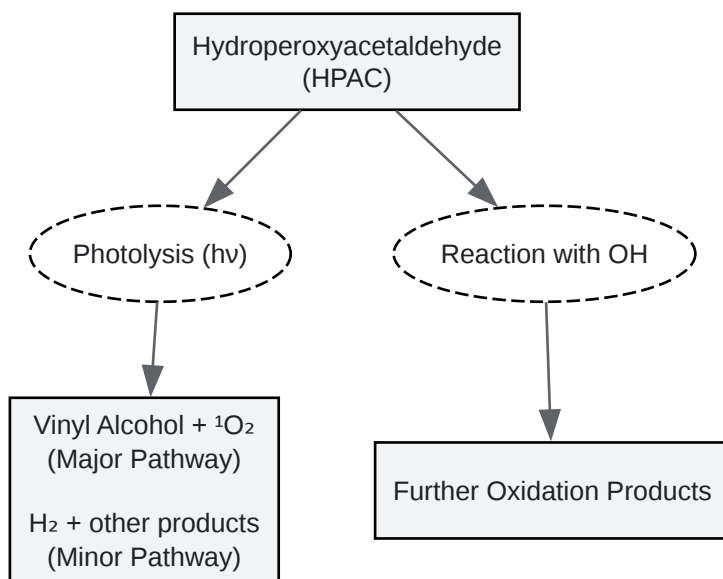 Hydroperoxyacetaldehyde
(HPAC)
Photolysis (hν)
Reaction with OH
Vinyl Alcohol + ¹O₂
(Major Pathway)
H₂ + other products
(Minor Pathway)
Further Oxidation Products